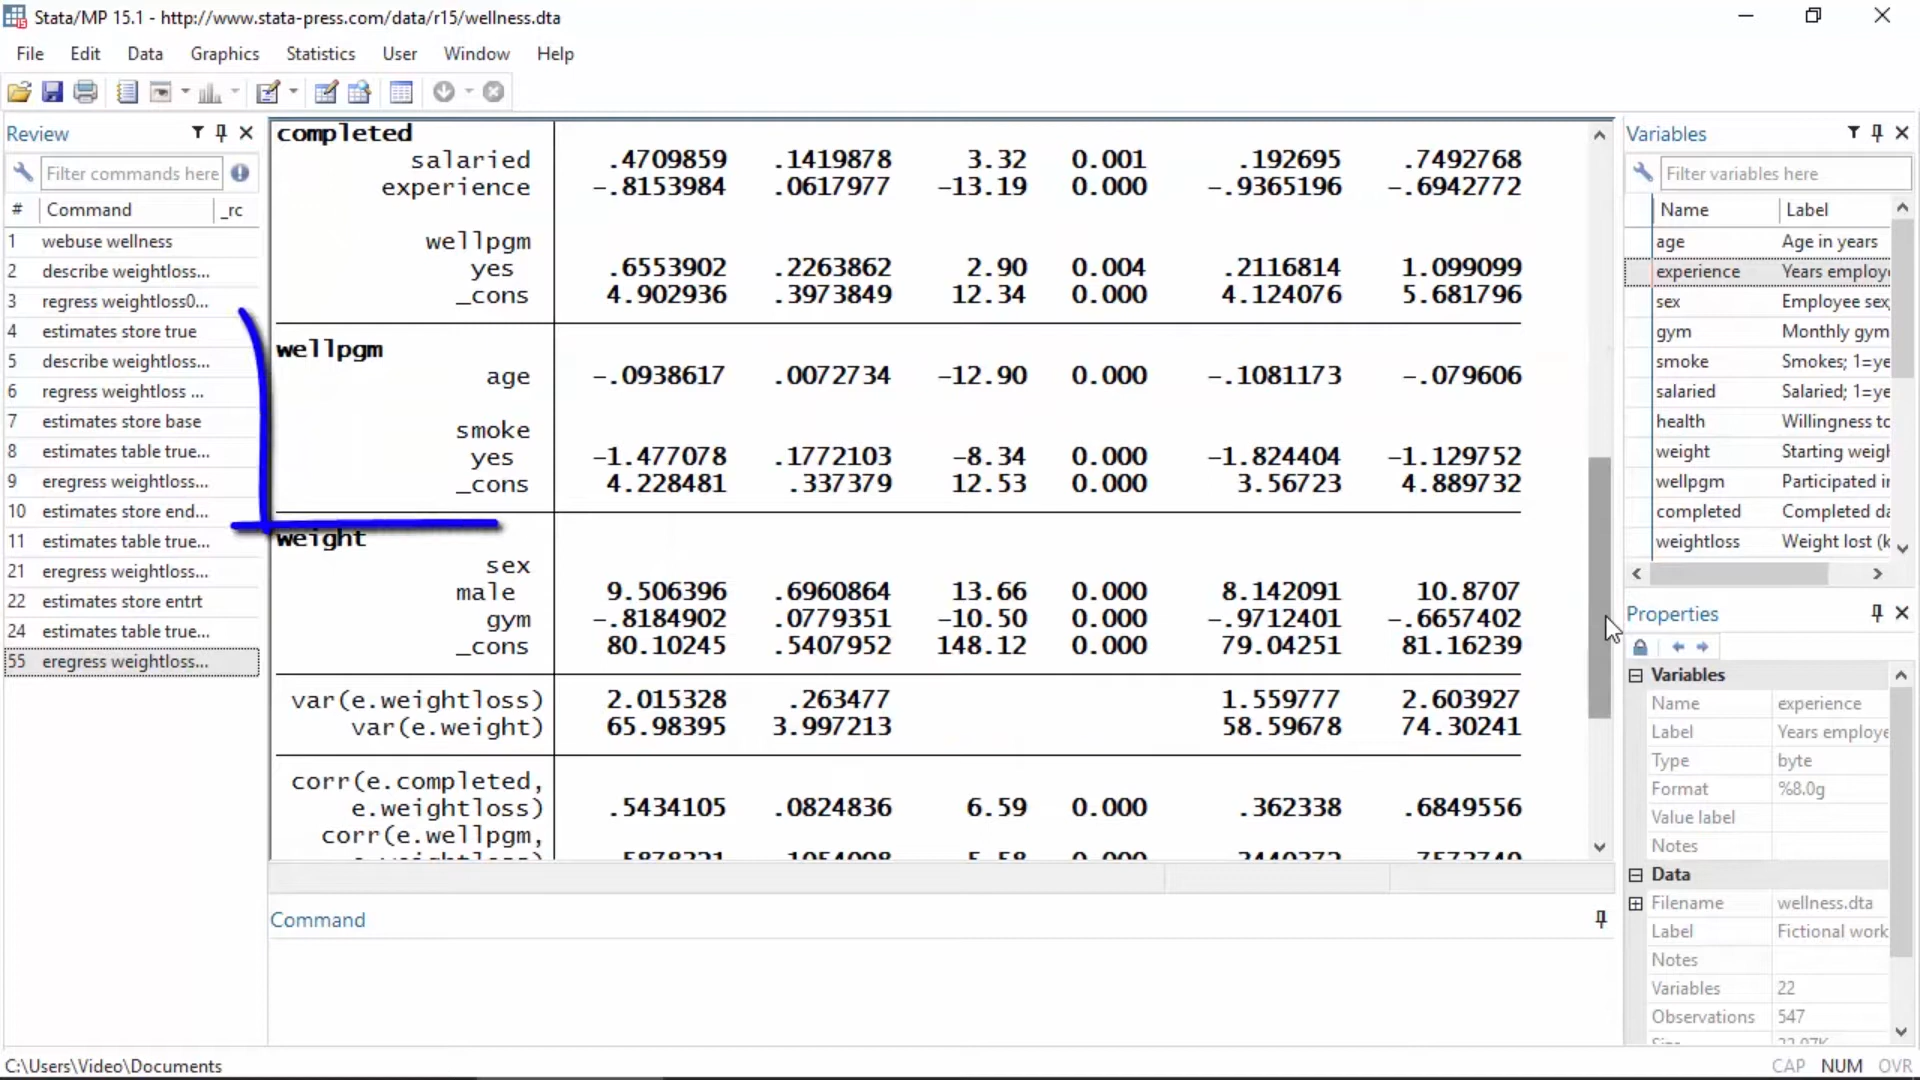 Stata/MP 15.1 - http://www.stata-press.com/data/r15/wellness.dta
File Edit Data Graphics Statistics User Window Help
Review
Filter commands here
# Command _rc
1 webuse wellness
2 describe weightloss...
3 regress weightloss0...
4 estimates store true
5 describe weightloss...
6 regress weightloss ...
7 estimates store base
8 estimates table true...
9 eregress weightloss...
10 estimates store end...
11 estimates table true...
21 eregress weightloss...
22 estimates store entrt
24 estimates table true...
55 eregress weightloss...
completed
salaried .4709859 .1419878 3.32 0.001 .192695 .7492768
experience -.8153984 .0617977 -13.19 0.000 -.9365196 -.6942772
wellpgm
yes .6553902 .2263862 2.90 0.004 .2116814 1.099099
_cons 4.902936 .3973849 12.34 0.000 4.124076 5.681796
wellpgm
age -.0938617 .0072734 -12.90 0.000 -.1081173 -.079606
smoke
yes -1.477078 .1772103 -8.34 0.000 -1.824404 -1.129752
_cons 4.228481 .337379 12.53 0.000 3.56723 4.889732
weight
sex
male 9.506396 .6960864 13.66 0.000 8.142091 10.8707
gym -.8184902 .0779351 -10.50 0.000 -.9712401 -.6657402
_cons 80.10245 .5407952 148.12 0.000 79.04251 81.16239
var(e.weightloss) 2.015328 .263477 1.559777 2.603927
var(e.weight) 65.98395 3.997213 58.59678 74.30241
corr(e.completed,
e.weightloss) .5434105 .0824836 6.59 0.000 .362338 .6849556
corr(e.wellpgm,
Command
Variables
Filter variables here
Name Label
age Age in years
experience Years employe
sex Employee sex
gym Monthly gym
smoke Smokes; 1=ye
salaried Salaried; 1=ye
health Willingness to
weight Starting weigh
wellpgm Participated in
completed Completed da
weightloss Weight lost (k
Properties
Variables
Name experience
Label Years employe
Type byte
Format %8.0g
Value label
Notes
Data
Filename wellness.dta
Label Fictional work
Notes
Variables 22
Observations 547
C:\Users\Video\Documents
CAP NUM OVR